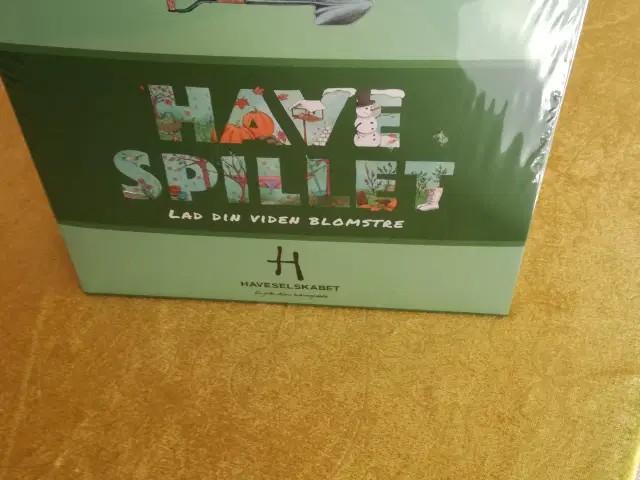 HAVE
SPILLET
LAD DIN VIDEN BLOMSTRE
H
HAVESELSKABET